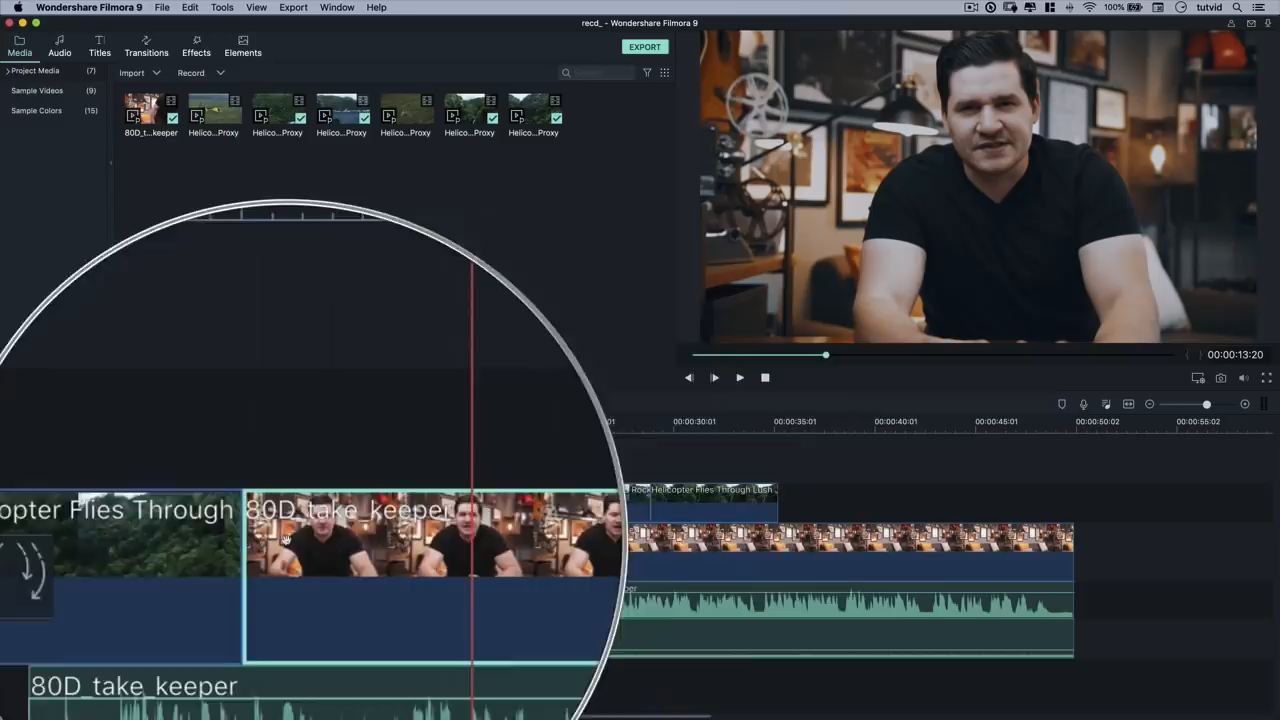 Wondershare Filmora 9 File Edit Tools View Export Window Help 100% tutvid
recd_ - Wondershare Filmora 9
Media Audio Titles Transitions Effects Elements EXPORT
Project Media (7) Import Record
Sample Videos (9)
Sample Colors (15)
80D_t...keeper Helico...Proxy Helico...Proxy Helico...Proxy Helico...Proxy Helico...Proxy Helico...Proxy
00:00:13:20
:01 00:00:30:01 00:00:35:01 00:00:40:01 00:00:45:01 00:00:50:02 00:00:55:02
Rock Helicopter Flies Through Lush
opter Flies Through 80D_take_keeper
per
80D_take_keeper